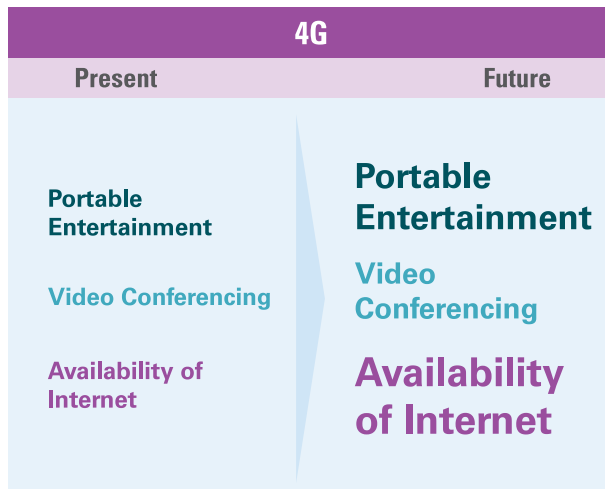 4G
Present
Future
Portable
Entertainment
Video Conferencing
Availability of
Internet
Portable
Entertainment
Video
Conferencing
Availability
of Internet